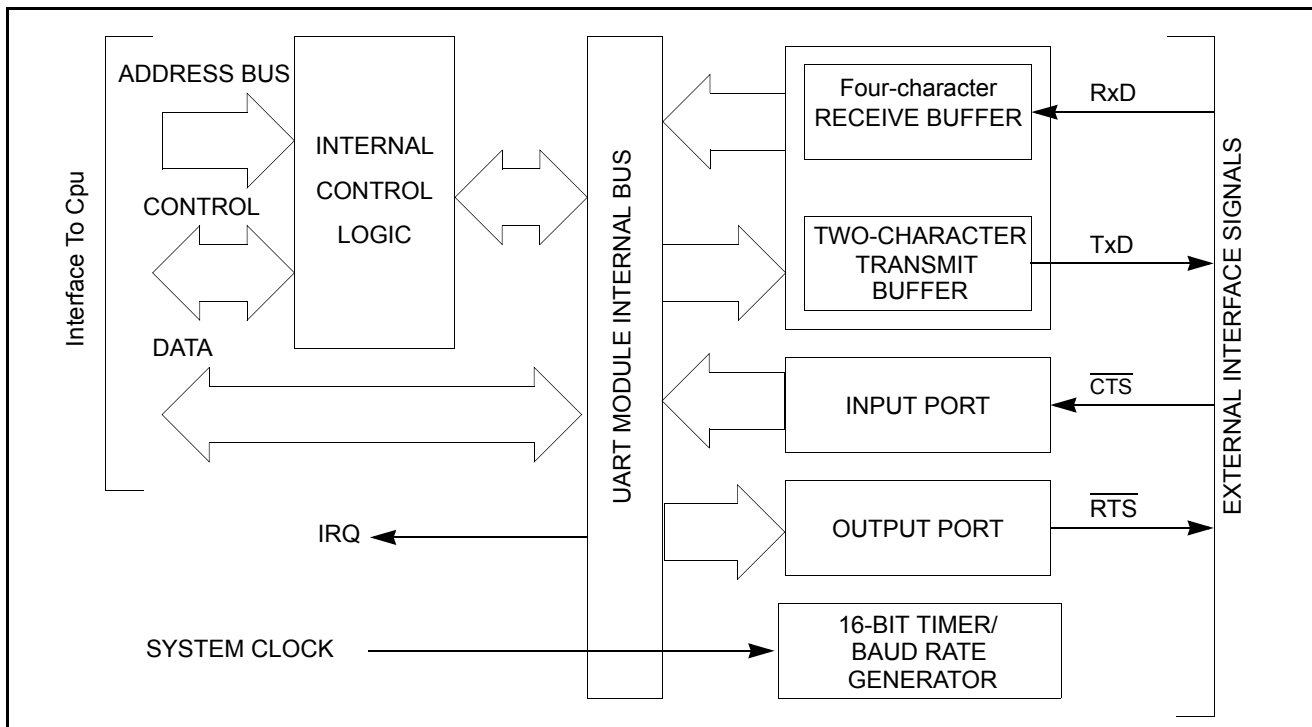 Interface To Cpu
ADDRESS BUS
CONTROL
DATA
INTERNAL
CONTROL
LOGIC
UART MODULE INTERNAL BUS
Four-character
RECEIVE BUFFER
TWO-CHARACTER
TRANSMIT
BUFFER
INPUT PORT
OUTPUT PORT
16-BIT TIMER/
BAUD RATE
GENERATOR
RxD
TxD
CTS
RTS
EXTERNAL INTERFACE SIGNALS
IRQ
SYSTEM CLOCK